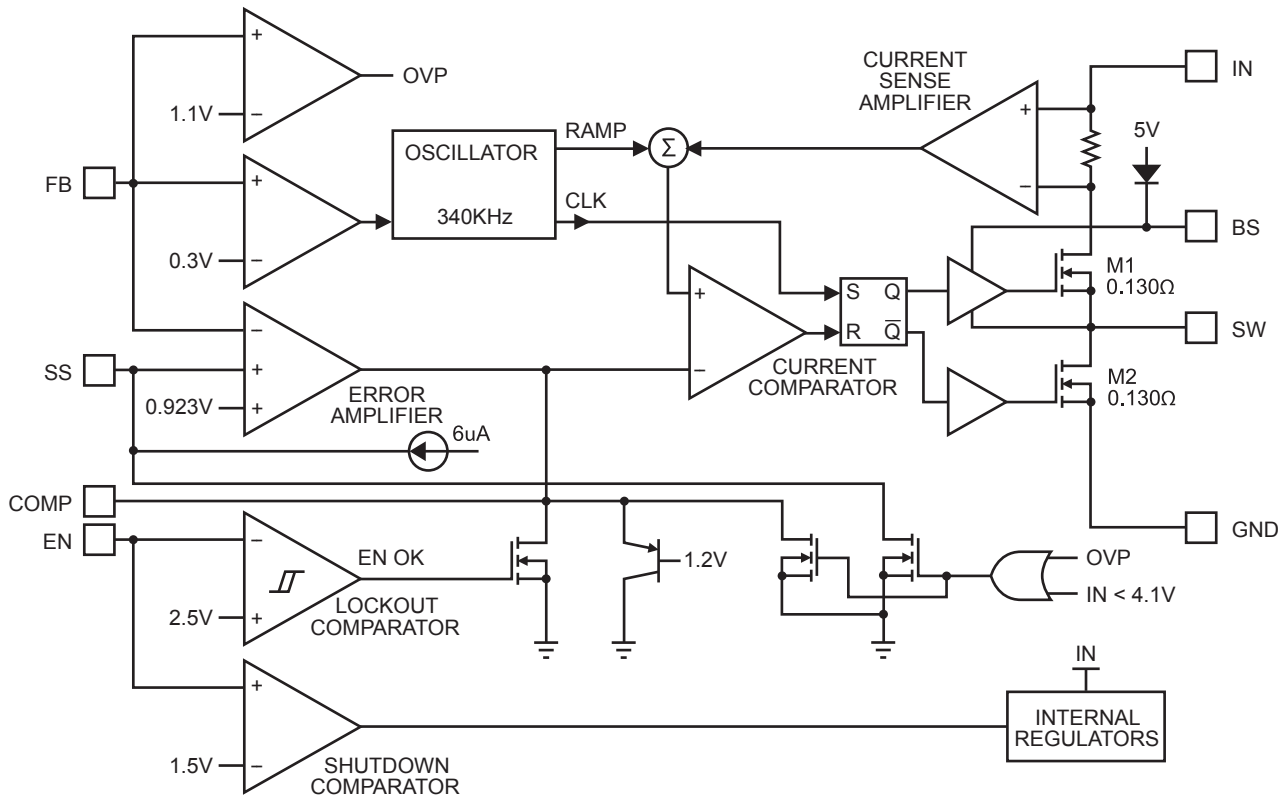 +
OVP
1.1V
−
CURRENT
SENSE
AMPLIFIER
+
−
IN
5V
FB
+
0.3V
−
OSCILLATOR
340KHz
RAMP
CLK
Σ
BS
M1
0.130Ω
S Q
R Q̅
+
−
CURRENT
COMPARATOR
SW
M2
0.130Ω
SS
−
+
0.923V
+
ERROR
AMPLIFIER
6uA
COMP
EN
−
EN OK
2.5V
+
LOCKOUT
COMPARATOR
1.2V
GND
OVP
IN < 4.1V
+
1.5V
−
SHUTDOWN
COMPARATOR
IN
INTERNAL
REGULATORS